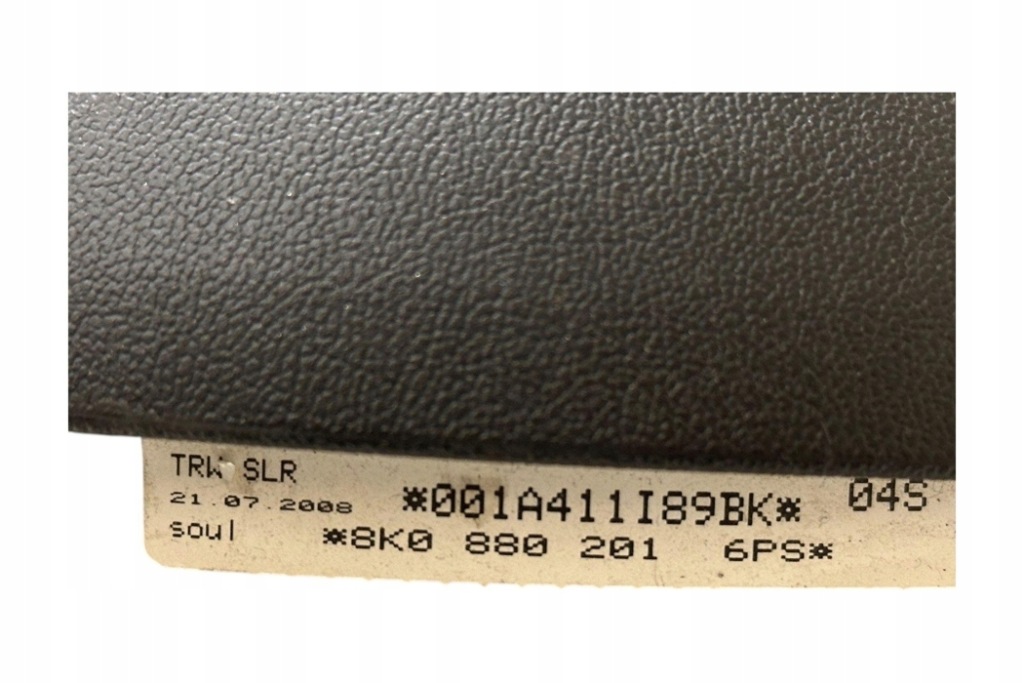 TRW SLR
21.07.2008 *001A411I89BK* 04S
soul *8K0 880 201 6PS*